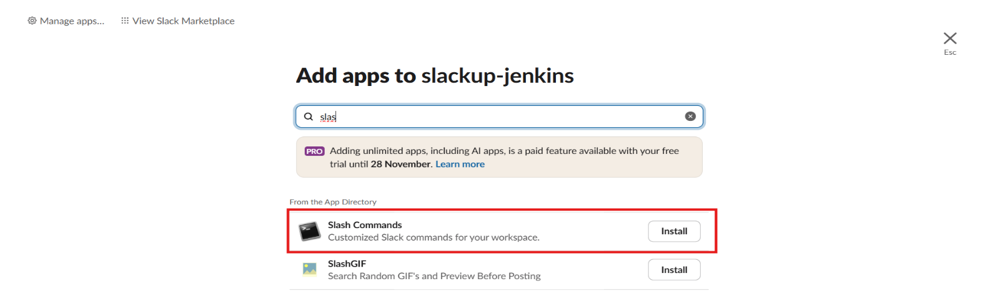 Manage apps... View Slack Marketplace
Esc
Add apps to slackup-jenkins
slas
PRO Adding unlimited apps, including AI apps, is a paid feature available with your free
trial until 28 November. Learn more
From the App Directory
Slash Commands
Customized Slack commands for your workspace.
Install
SlashGIF
Search Random GIF's and Preview Before Posting
Install